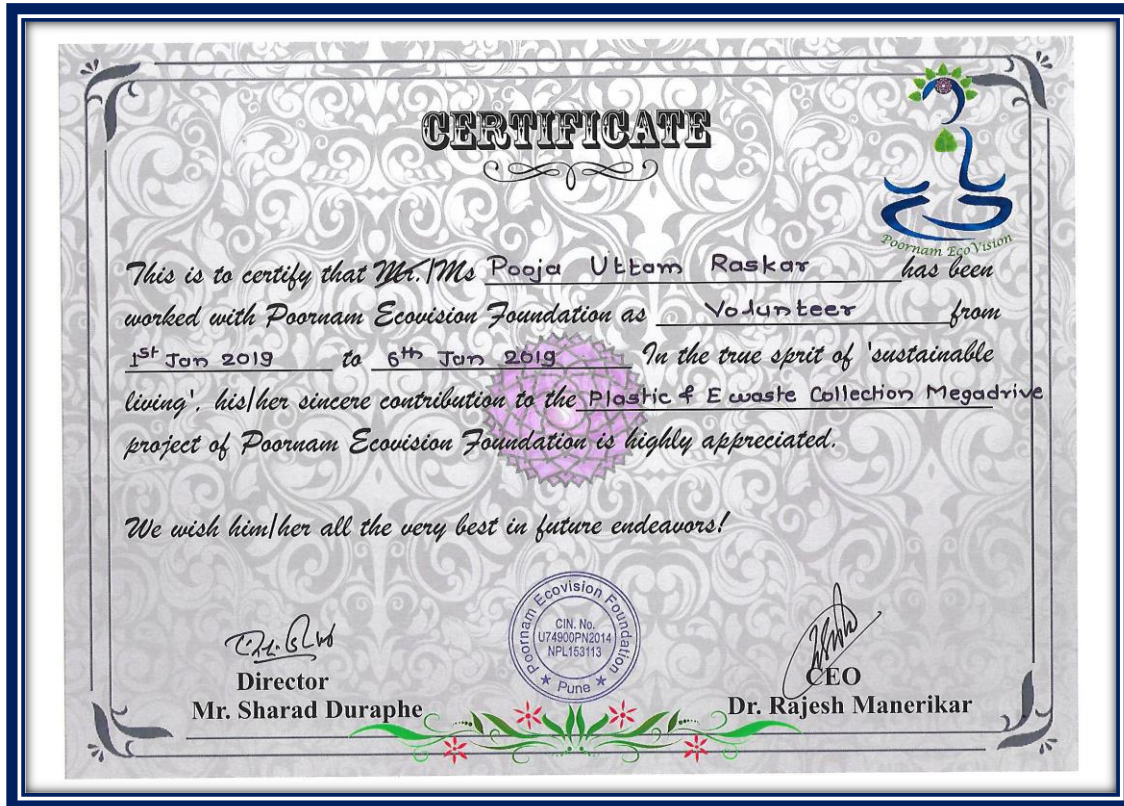 CERTIFICATE
Poornam EcoVision
This is to certify that Mr./Ms Pooja Uttam Raskar has been
worked with Poornam Ecovision Foundation as Volunteer from
1st Jan 2019 to 6th Jan 2019 In the true sprit of 'sustainable
living', his/her sincere contribution to the Plastic & E waste Collection Megadrive
project of Poornam Ecovision Foundation is highly appreciated.
We wish him/her all the very best in future endeavors!
Poornam Ecovision Foundation
CIN. No.
U74900PN2014
NPL153113
* Pune *
Director
Mr. Sharad Duraphe
CEO
Dr. Rajesh Manerikar